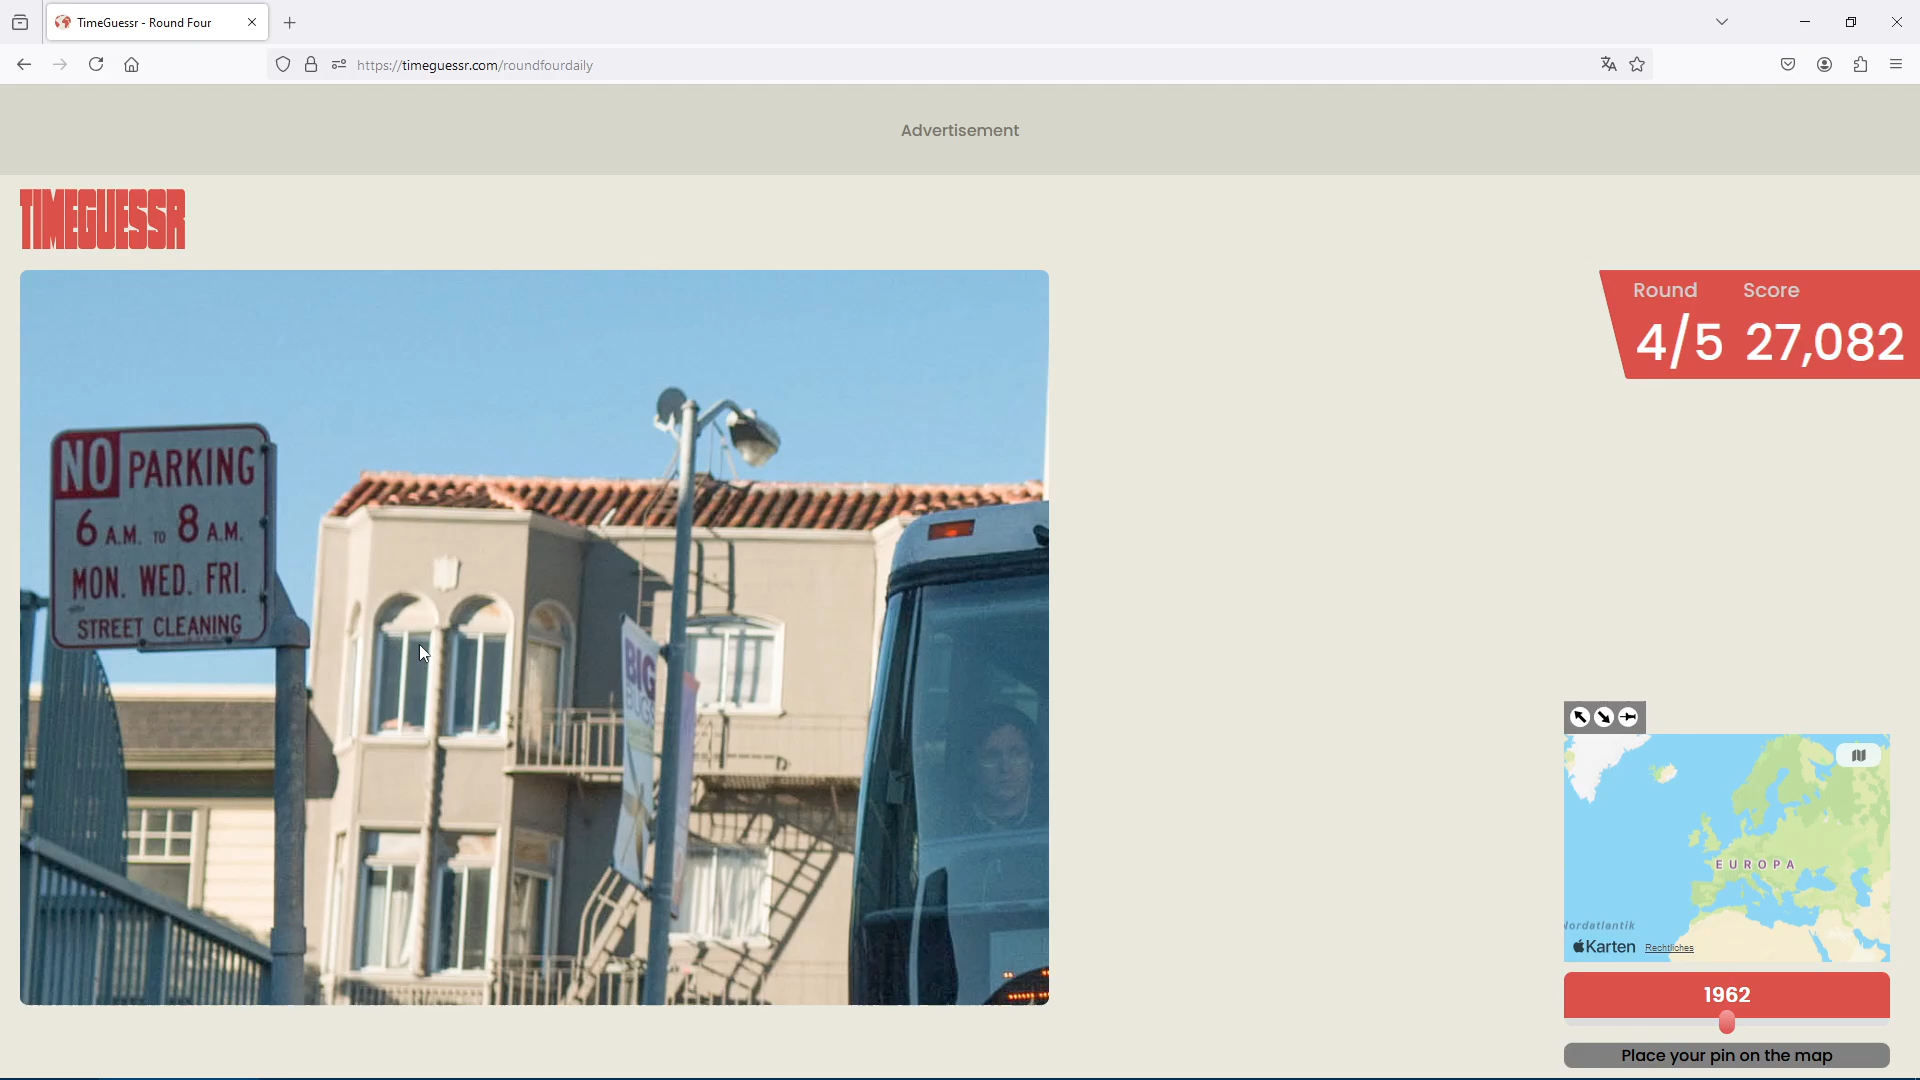 TimeGuessr - Round Four
https://timeguessr.com/roundfourdaily
Advertisement
TIMEGUESSR
Round Score
4/5 27,082
NO PARKING
6 A.M. TO 8 A.M.
MON. WED. FRI.
STREET CLEANING
BIG
BUGS
EUROPA
Nordatlantik
Karten Rechtliches
1962
Place your pin on the map